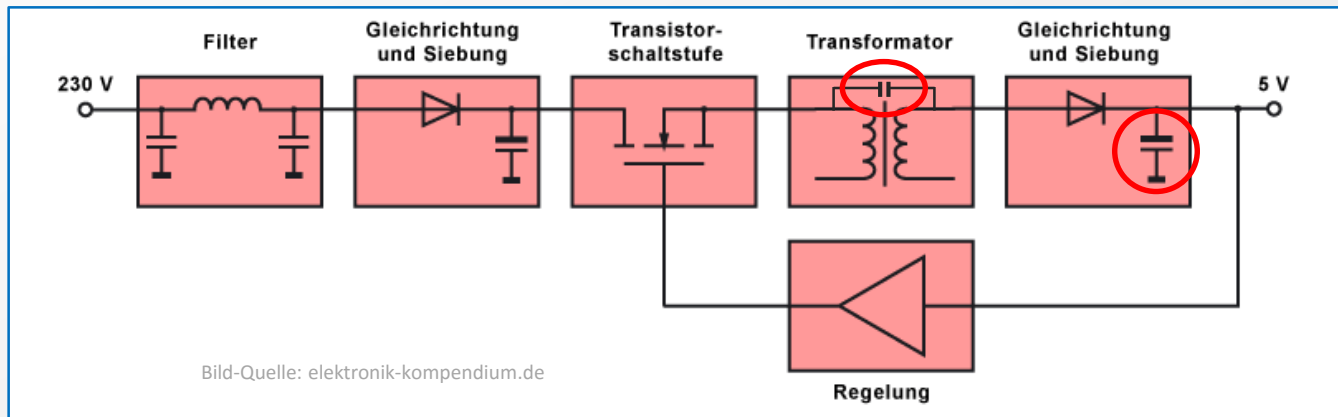 Filter
Gleichrichtung
und Siebung
Transistor-
schaltstufe
Transformator
Gleichrichtung
und Siebung
230 V
5 V
Regelung
Bild-Quelle: elektronik-kompendium.de